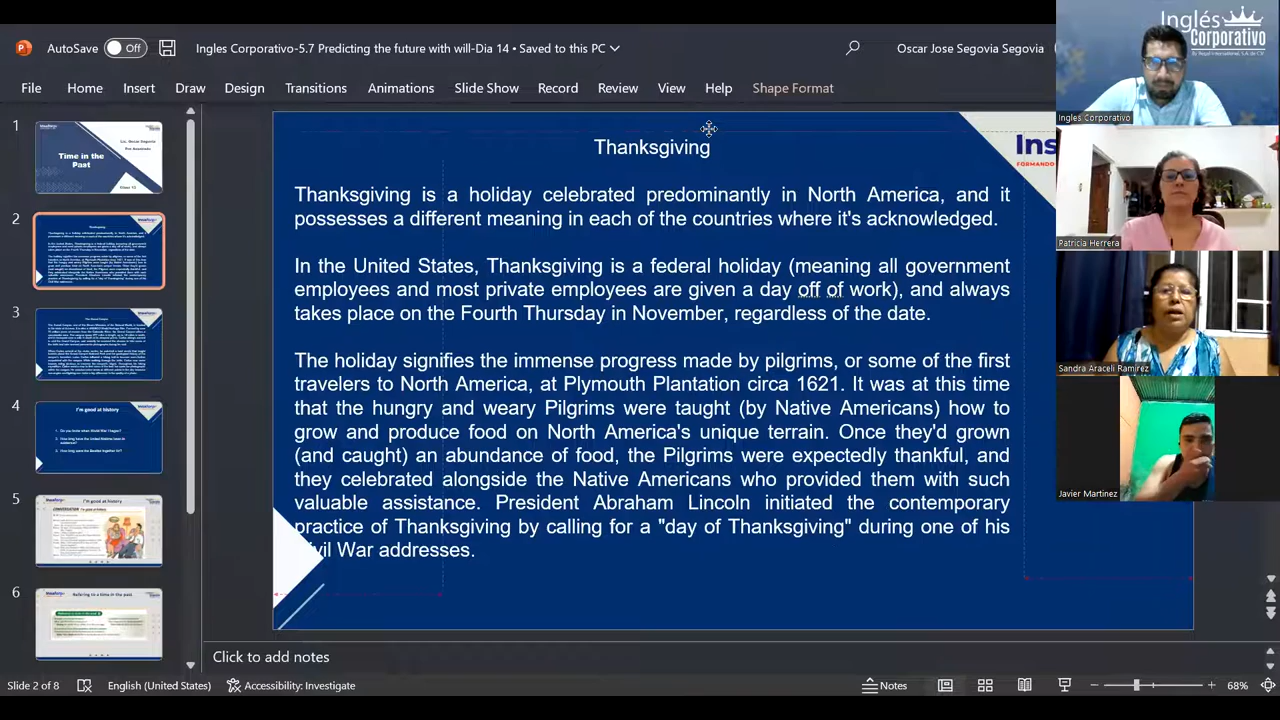 AutoSave
Off
Ingles Corporativo-5.7 Predicting the future with will-Dia 14 • Saved to this PC
Oscar Jose Segovia Segovia
File Home Insert Draw Design Transitions Animations Slide Show Record Review View Help Shape Format
1
Time in the
Past
2
3
4
I'm good at history
5
I'm good at history
6
Referring to a time in the past
Thanksgiving
Thanksgiving is a holiday celebrated predominantly in North America, and it
possesses a different meaning in each of the countries where it's acknowledged.
In the United States, Thanksgiving is a federal holiday (meaning all government
employees and most private employees are given a day off of work), and always
takes place on the Fourth Thursday in November, regardless of the date.
The holiday signifies the immense progress made by pilgrims, or some of the first
travelers to North America, at Plymouth Plantation circa 1621. It was at this time
that the hungry and weary Pilgrims were taught (by Native Americans) how to
grow and produce food on North America's unique terrain. Once they'd grown
(and caught) an abundance of food, the Pilgrims were expectedly thankful, and
they celebrated alongside the Native Americans who provided them with such
valuable assistance. President Abraham Lincoln initiated the contemporary
practice of Thanksgiving by calling for a "day of Thanksgiving" during one of his
Civil War addresses.
Ins
FORMANDO
Click to add notes
Slide 2 of 8
English (United States)
Accessibility: Investigate
Notes
68%
Inglés
Corporativo
Ingles Corporativo
Patricia Herrera
Sandra Araceli Ramirez
Javier Martinez